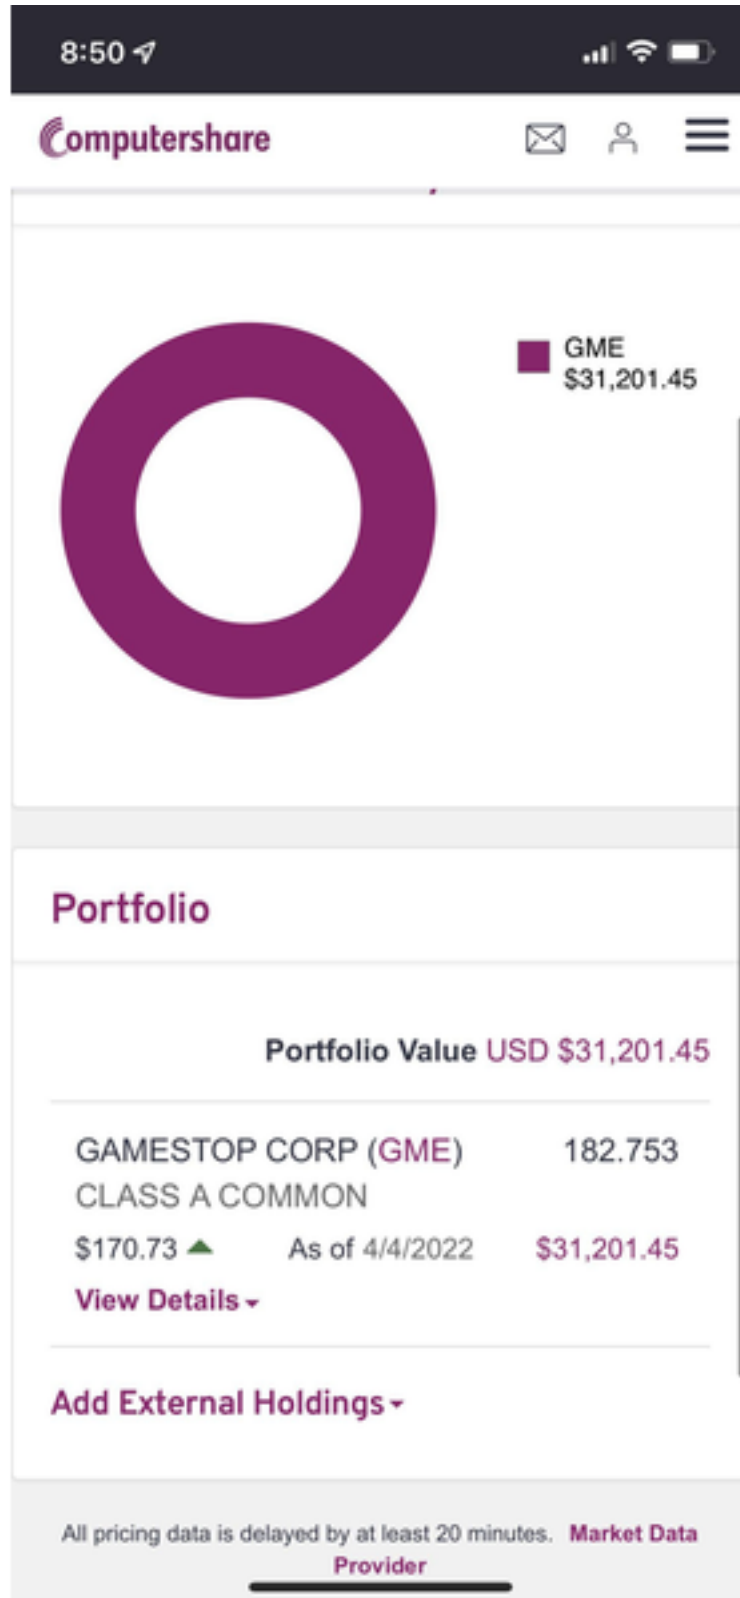 8:50
Computershare
GME
$31,201.45
Portfolio
Portfolio Value USD $31,201.45
GAMESTOP CORP (GME) 182.753
CLASS A COMMON
$170.73 As of 4/4/2022 $31,201.45
View Details
Add External Holdings
All pricing data is delayed by at least 20 minutes. Market Data
Provider